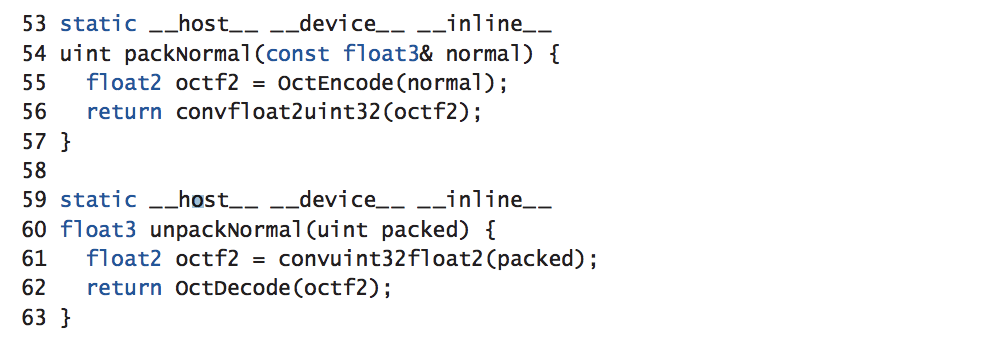 53 static __host__ __device__ __inline__
54 uint packNormal(const float3& normal) {
55   float2 octf2 = OctEncode(normal);
56   return convfloat2uint32(octf2);
57 }
58
59 static __host__ __device__ __inline__
60 float3 unpackNormal(uint packed) {
61   float2 octf2 = convuint32float2(packed);
62   return OctDecode(octf2);
63 }